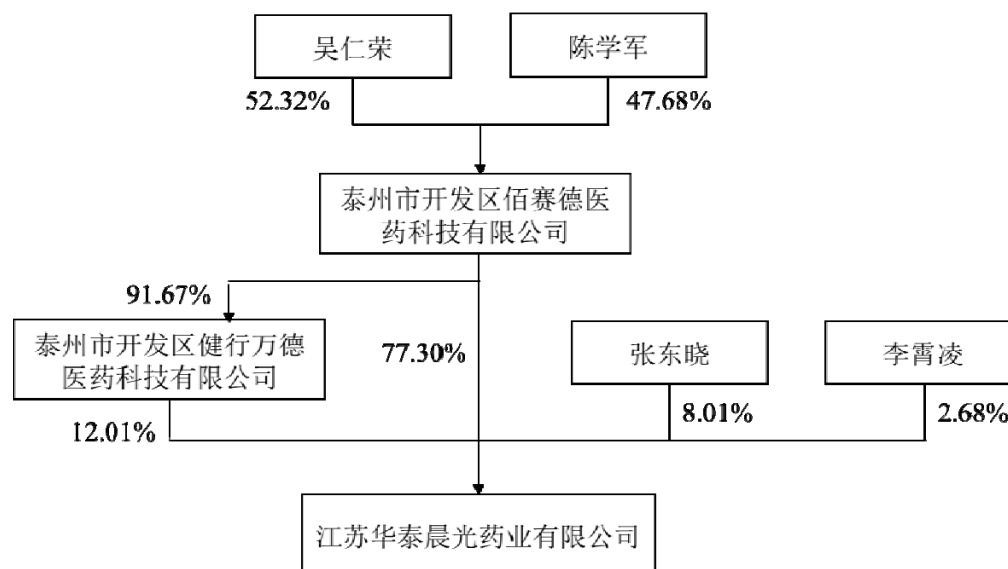 吴仁荣
陈学军
52.32%
47.68%
泰州市开发区佰赛德医
药科技有限公司
91.67%
泰州市开发区健行万德
医药科技有限公司
77.30%
张东晓
李霄凌
12.01%
8.01%
2.68%
江苏华泰晨光药业有限公司